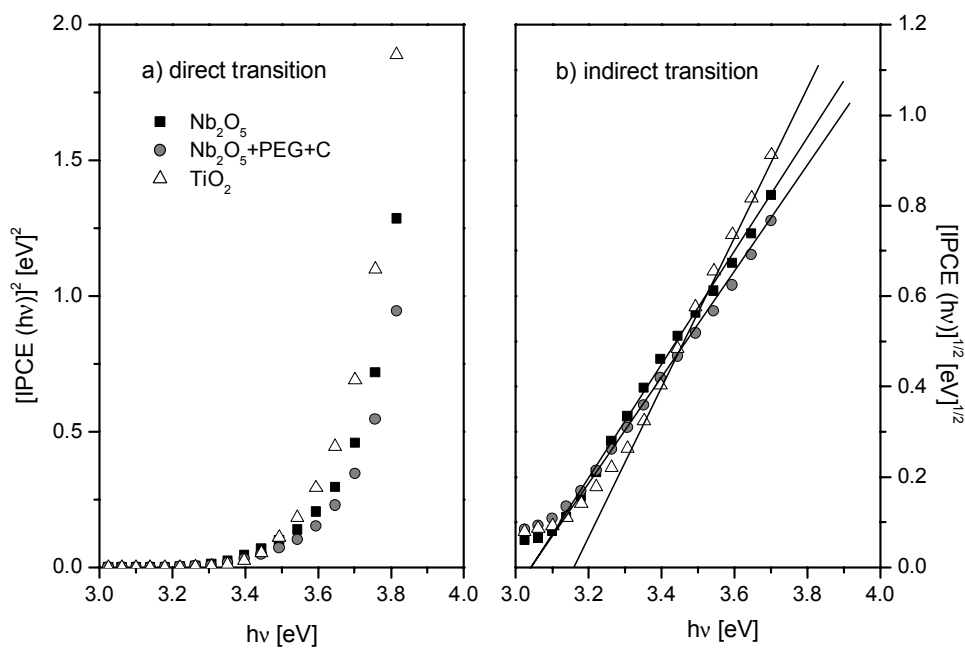 a) direct transition
Nb₂O₅
Nb₂O₅+PEG+C
TiO₂
[IPCE (hν)]² [eV]²
2.0
1.5
1.0
0.5
0.0
3.0 3.2 3.4 3.6 3.8 4.0
hν [eV]
b) indirect transition
[IPCE (hν)]^1/2 [eV]^1/2
1.2
1.0
0.8
0.6
0.4
0.2
0.0
3.0 3.2 3.4 3.6 3.8 4.0
hν [eV]